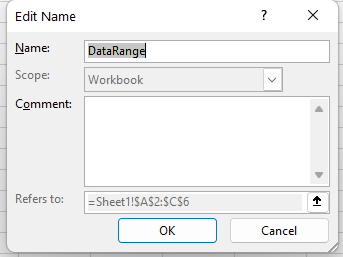 Edit Name
?
Name: DataRange
Scope: Workbook
Comment:
Refers to: =Sheet1!$A$2:$C$6
OK Cancel